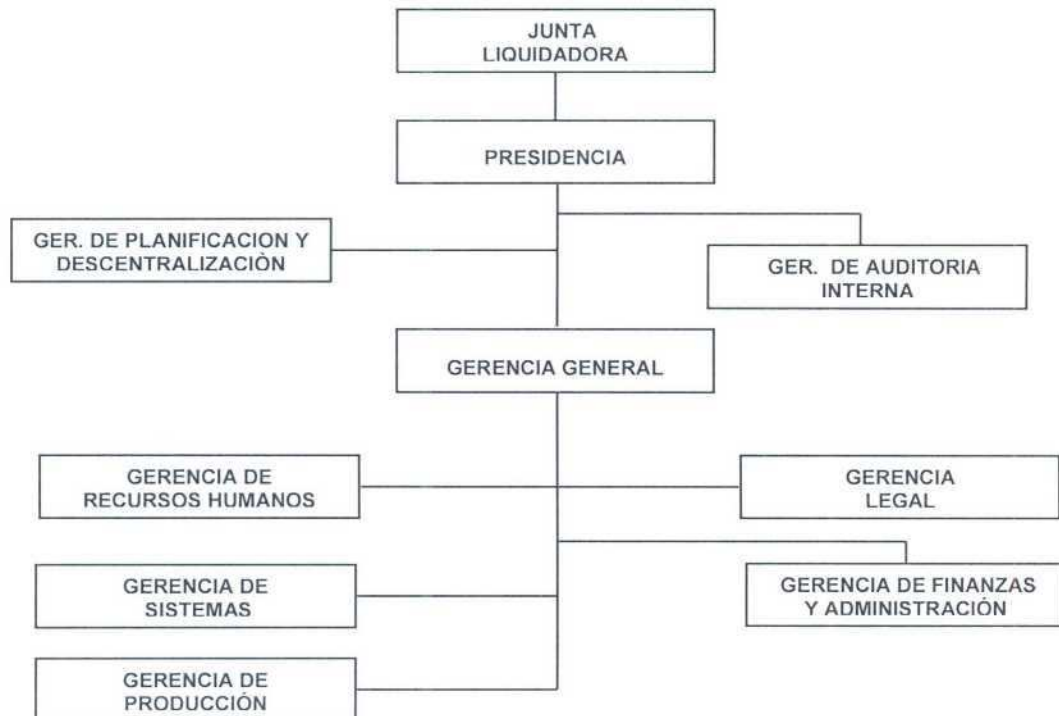 JUNTA
LIQUIDADORA
PRESIDENCIA
GER. DE PLANIFICACION Y
DESCENTRALIZACIÒN
GER. DE AUDITORIA
INTERNA
GERENCIA GENERAL
GERENCIA DE
RECURSOS HUMANOS
GERENCIA
LEGAL
GERENCIA DE
SISTEMAS
GERENCIA DE FINANZAS
Y ADMINISTRACIÓN
GERENCIA DE
PRODUCCIÓN